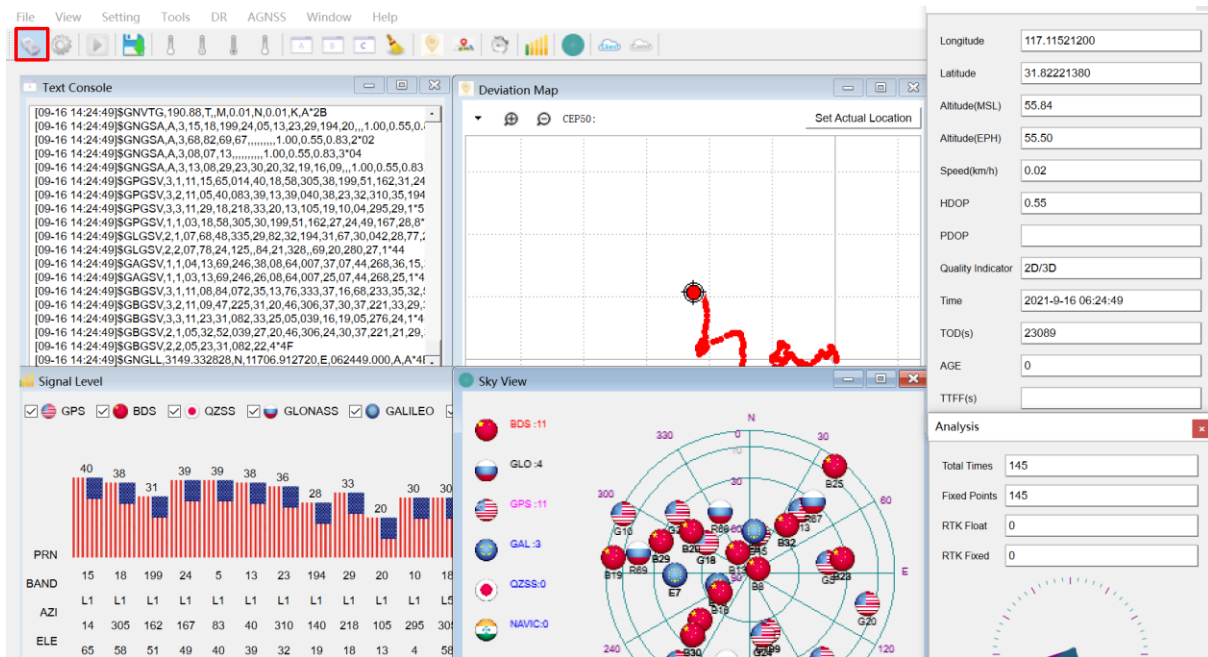 File View Setting Tools DR AGNSS Window Help
A B C
Text Console
[09-16 14:24:49]$GNVTG,190.88,T,,M,0.01,N,0.01,K,A*2B
[09-16 14:24:49]$GNGSA,A,3,15,18,199,24,05,13,23,29,194,20,,,1.00,0.55,0.
[09-16 14:24:49]$GNGSA,A,3,68,82,69,67,,,,,,,,,1.00,0.55,0.83,2*02
[09-16 14:24:49]$GNGSA,A,3,08,07,13,,,,,,,,,,1.00,0.55,0.83,3*04
[09-16 14:24:49]$GNGSA,A,3,13,08,29,23,30,20,32,19,16,09,,,1.00,0.55,0.83
[09-16 14:24:49]$GPGSV,3,1,11,15,65,014,40,18,58,305,38,199,51,162,31,24
[09-16 14:24:49]$GPGSV,3,2,11,05,40,083,39,13,39,040,38,23,32,310,35,194
[09-16 14:24:49]$GPGSV,3,3,11,29,18,218,33,20,13,105,19,10,04,295,29,1*5
[09-16 14:24:49]$GPGSV,1,1,03,18,58,305,30,199,51,162,27,24,49,167,28,8*
[09-16 14:24:49]$GLGSV,2,1,07,68,48,335,29,82,32,194,31,67,30,042,28,77,2
[09-16 14:24:49]$GLGSV,2,2,07,78,24,125,,84,21,328,,69,20,280,27,1*44
[09-16 14:24:49]$GAGSV,1,1,04,13,69,246,38,08,64,007,37,07,44,268,36,15,
[09-16 14:24:49]$GAGSV,1,1,03,13,69,246,26,08,64,007,25,07,44,268,25,1*4
[09-16 14:24:49]$GBGSV,3,1,11,08,84,072,35,13,76,333,37,16,68,233,35,32,
[09-16 14:24:49]$GBGSV,3,2,11,09,47,225,31,20,46,306,37,30,37,221,33,29,
[09-16 14:24:49]$GBGSV,3,3,11,23,31,082,33,25,05,039,16,19,05,276,24,1*
[09-16 14:24:49]$GBGSV,2,1,05,32,52,039,27,20,46,306,24,30,37,221,21,29,
[09-16 14:24:49]$GBGSV,2,2,05,23,31,082,22,4*4F
[09-16 14:24:49]$GNGLL,3149.332828,N,11706.912720,E,062449.000,A,A*4F
Deviation Map
CEP50:
Set Actual Location
Signal Level
GPS BDS QZSS GLONASS GALILEO
40 38 31 39 39 38 36 28 33 20 30 30
PRN 15 18 199 24 5 13 23 194 29 20 10 18
BAND L1 L1 L1 L1 L1 L1 L1 L1 L1 L1 L1 L5
AZI 14 305 162 167 83 40 310 140 218 105 295 305
ELE 65 58 51 49 40 39 32 19 18 13 4 58
Sky View
BDS :11
GLO :4
GPS :11
GAL :3
QZSS:0
NAVIC:0
N
330 0 30
300 30 60
60
90 E
240 120
B25
G10 R67
B32
B29 G18 B13
B19 R69 B8 G5 B23
E7
B16 G20
B30
Longitude 117.11521200
Latitude 31.82221380
Altitude(MSL) 55.84
Altitude(EPH) 55.50
Speed(km/h) 0.02
HDOP 0.55
PDOP
Quality Indicator 2D/3D
Time 2021-9-16 06:24:49
TOD(s) 23089
AGE 0
TTFF(s)
Analysis
Total Times 145
Fixed Points 145
RTK Float 0
RTK Fixed 0